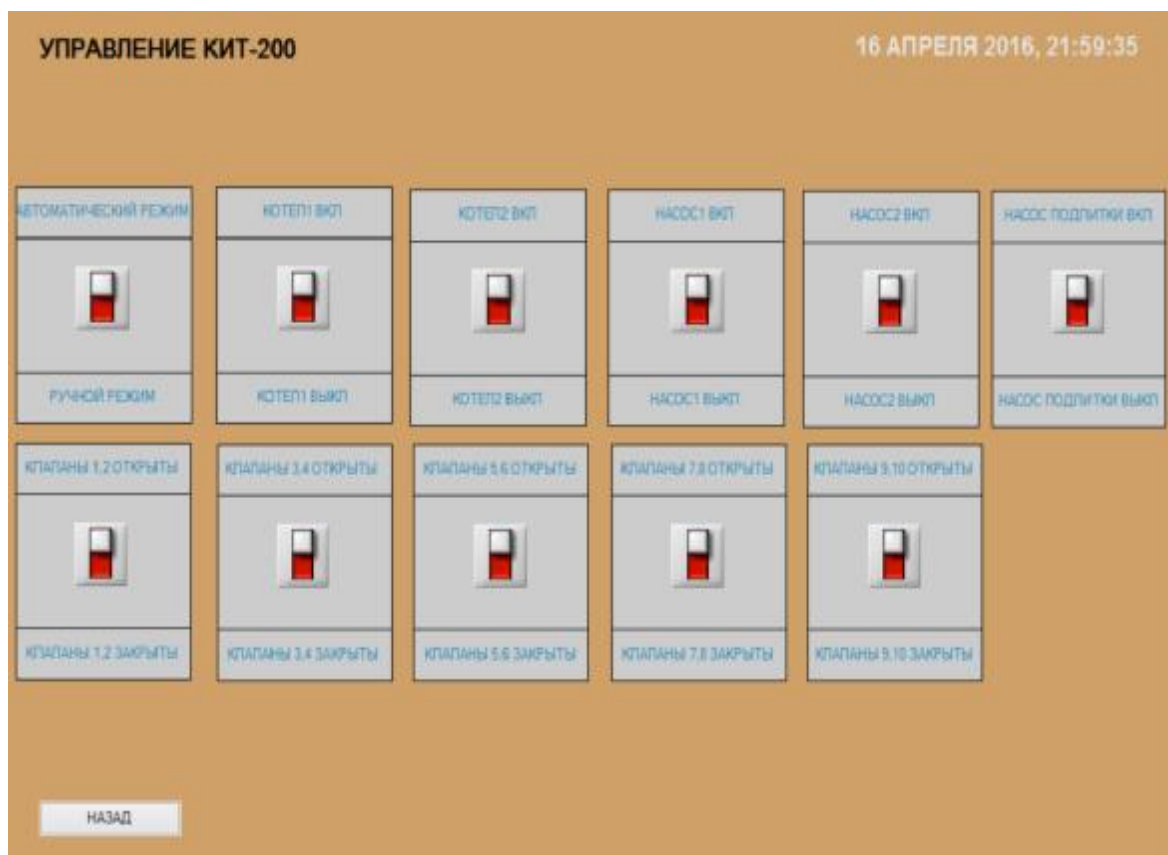 УПРАВЛЕНИЕ КИТ-200
16 АПРЕЛЯ 2016, 21:59:35
АВТОМАТИЧЕСКИЙ РЕЖИМ
КОТЕЛ1 ВКЛ
КОТЕЛ2 ВКЛ
НАСОС1 ВКЛ
НАСОС2 ВКЛ
НАСОС ПОДПИТКИ ВКЛ
РУЧНОЙ РЕЖИМ
КОТЕЛ1 ВЫКЛ
КОТЕЛ2 ВЫКЛ
НАСОС1 ВЫКЛ
НАСОС2 ВЫКЛ
НАСОС ПОДПИТКИ ВЫКЛ
КЛАПАНЫ 1,2 ОТКРЫТЫ
КЛАПАНЫ 3,4 ОТКРЫТЫ
КЛАПАНЫ 5,6 ОТКРЫТЫ
КЛАПАНЫ 7,8 ОТКРЫТЫ
КЛАПАНЫ 9,10 ОТКРЫТЫ
КЛАПАНЫ 1,2 ЗАКРЫТЫ
КЛАПАНЫ 3,4 ЗАКРЫТЫ
КЛАПАНЫ 5,6 ЗАКРЫТЫ
КЛАПАНЫ 7,8 ЗАКРЫТЫ
КЛАПАНЫ 9,10 ЗАКРЫТЫ
НАЗАД